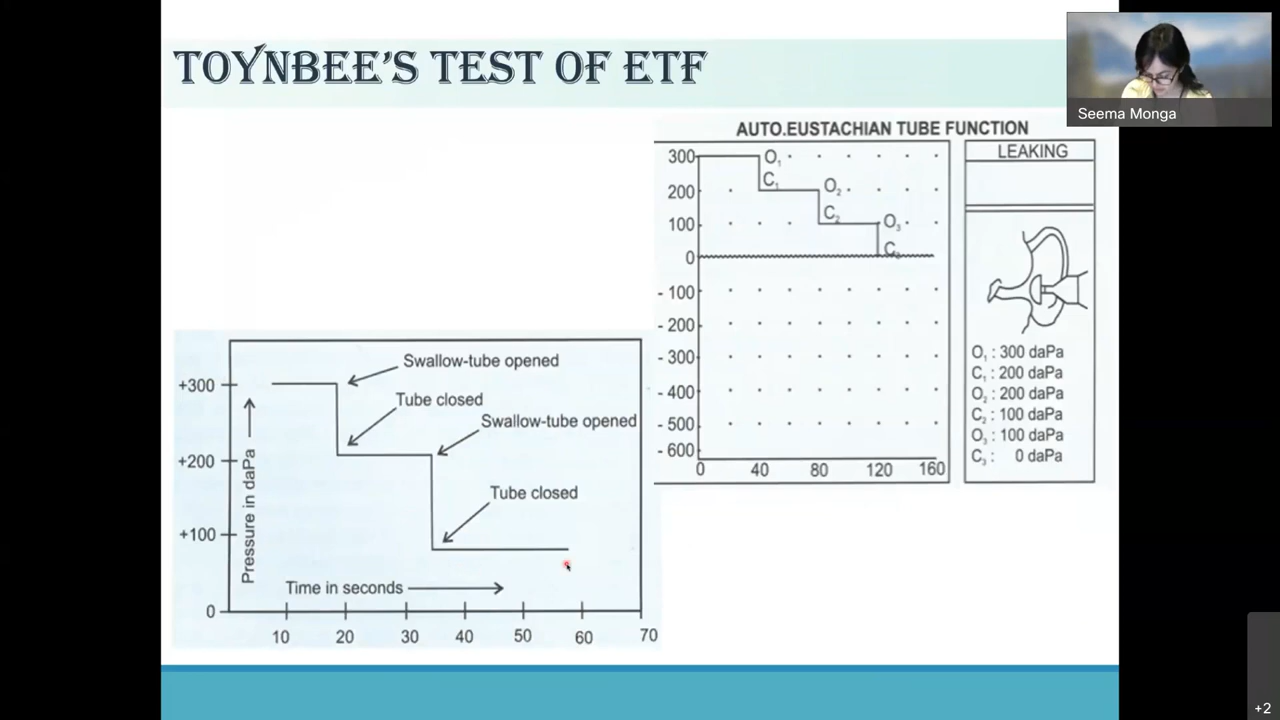 TOYNBEE'S TEST OF ETF
Seema Monga
AUTO.EUSTACHIAN TUBE FUNCTION
LEAKING
300
200
100
0
- 100
- 200
- 300
- 400
- 500
- 600
O₁
C₁
O₂
C₂
O₃
C₃
0 40 80 120 160
O₁ : 300 daPa
C₁ : 200 daPa
O₂ : 200 daPa
C₂ : 100 daPa
O₃ : 100 daPa
C₃ : 0 daPa
+300
+200
+100
0
Pressure in daPa
Swallow-tube opened
Tube closed
Swallow-tube opened
Tube closed
Time in seconds
10 20 30 40 50 60 70
+2